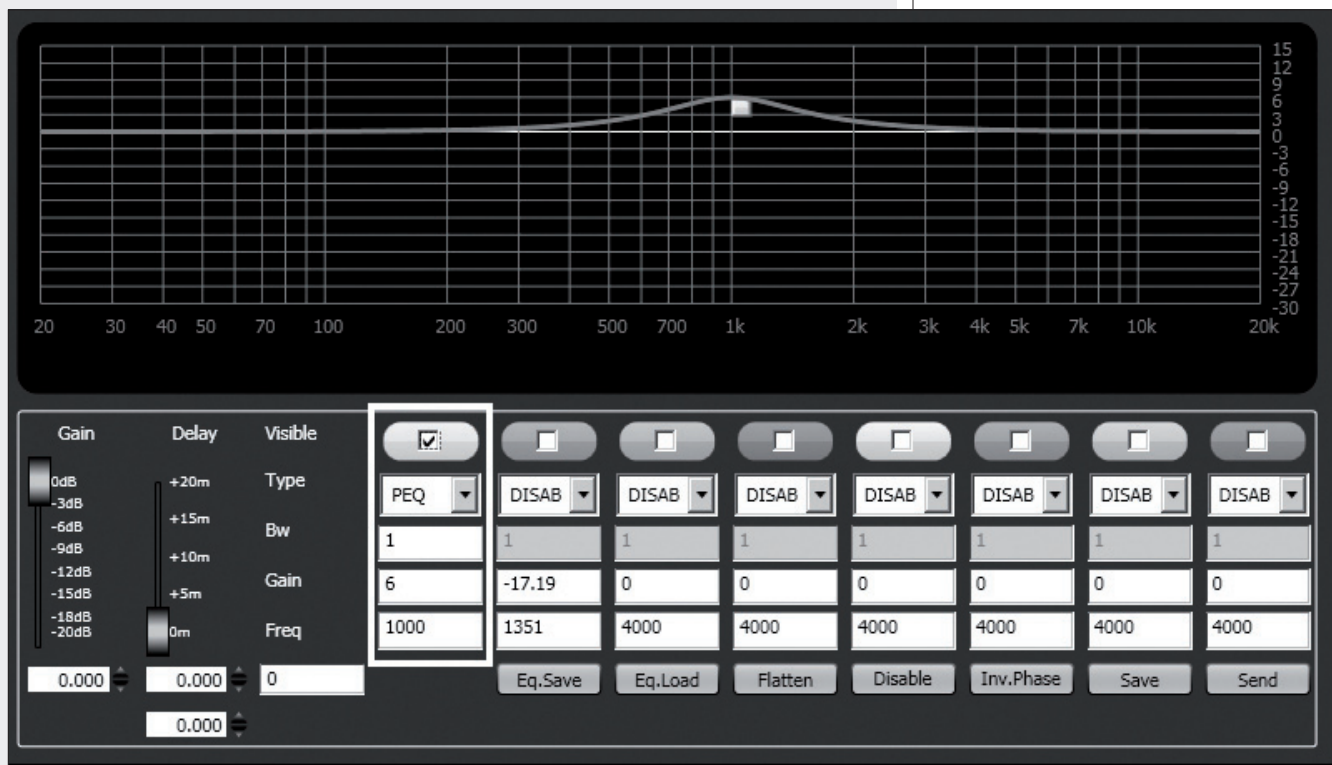 15
12
9
6
3
0
-3
-6
-9
-12
-15
-18
-21
-24
-27
-30
20 30 40 50 70 100 200 300 500 700 1k 2k 3k 4k 5k 7k 10k 20k
Gain Delay Visible
0dB +20m Type PEQ DISAB DISAB DISAB DISAB DISAB DISAB DISAB
-3dB
-6dB +15m
Bw 1 1 1 1 1 1 1 1
-9dB +10m
-12dB
Gain 6 -17.19 0 0 0 0 0 0
-15dB +5m
-18dB
-20dB 0m Freq 1000 1351 4000 4000 4000 4000 4000 4000
0.000 0.000 0 Eq.Save Eq.Load Flatten Disable Inv.Phase Save Send
0.000